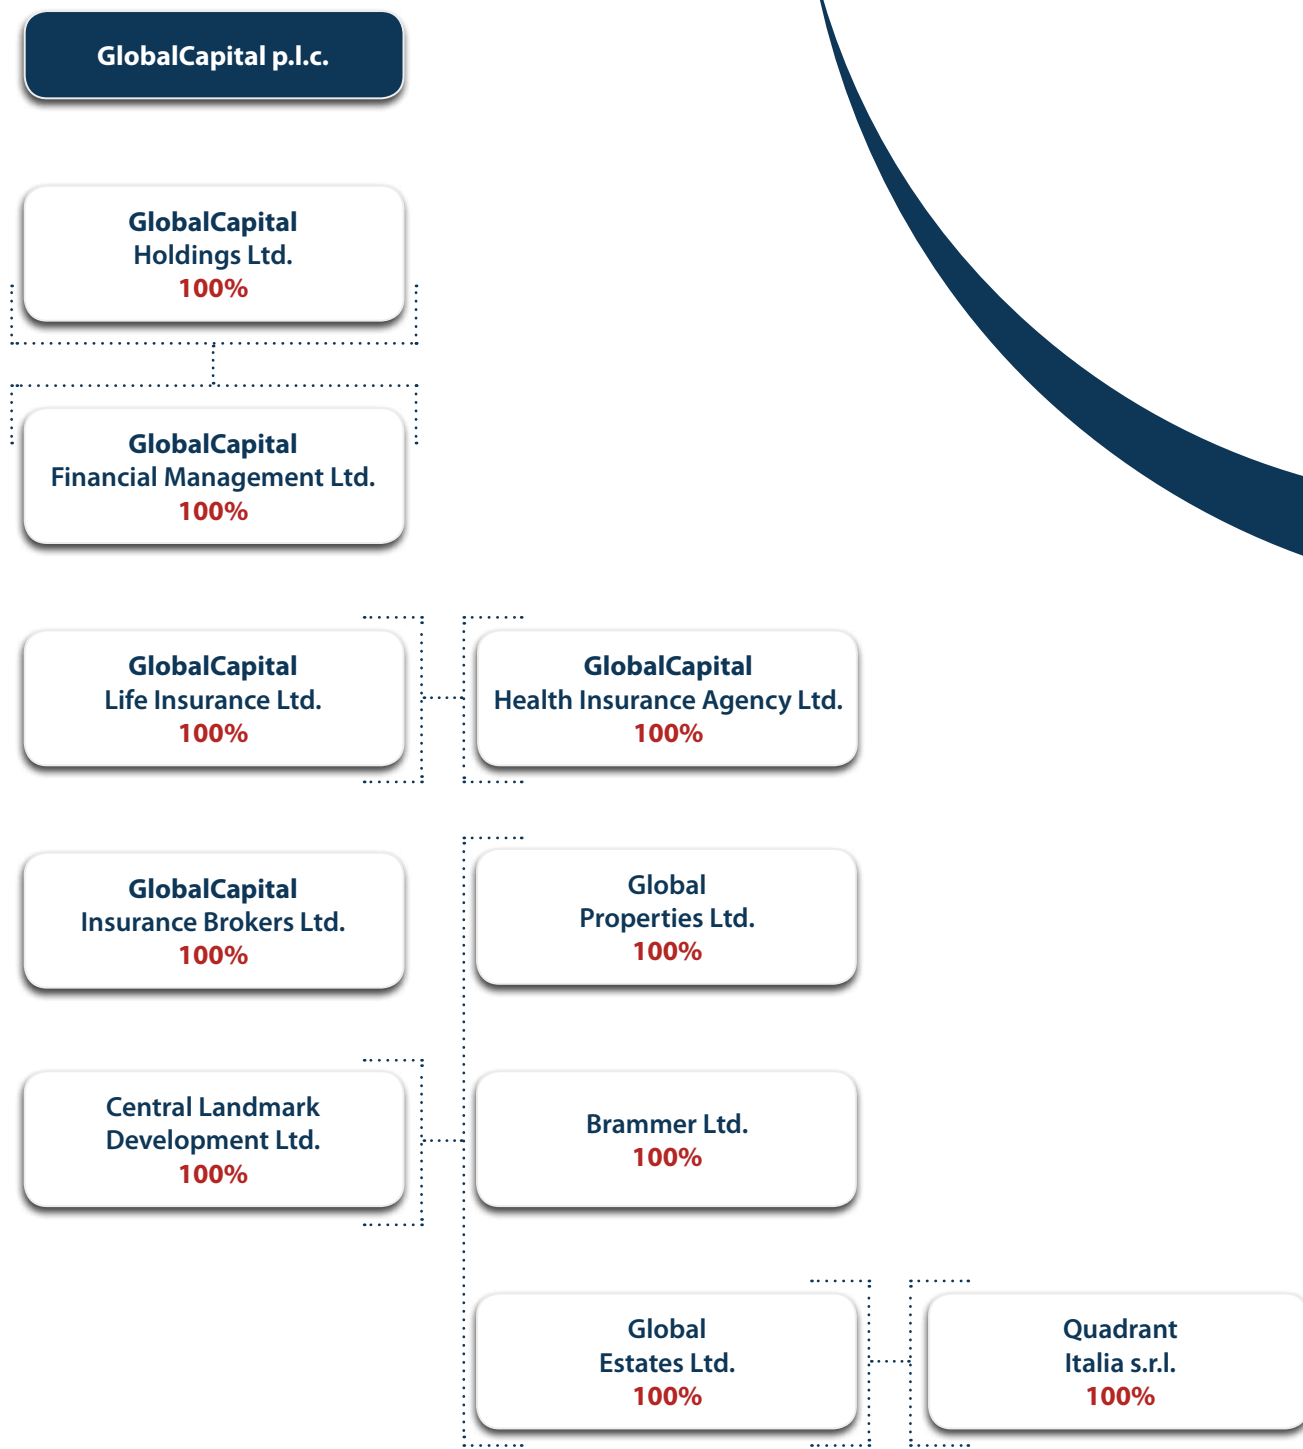 GlobalCapital p.l.c.
GlobalCapital
Holdings Ltd.
100%
GlobalCapital
Financial Management Ltd.
100%
GlobalCapital
Life Insurance Ltd.
100%
GlobalCapital
Health Insurance Agency Ltd.
100%
GlobalCapital
Insurance Brokers Ltd.
100%
Global
Properties Ltd.
100%
Central Landmark
Development Ltd.
100%
Brammer Ltd.
100%
Global
Estates Ltd.
100%
Quadrant
Italia s.r.l.
100%